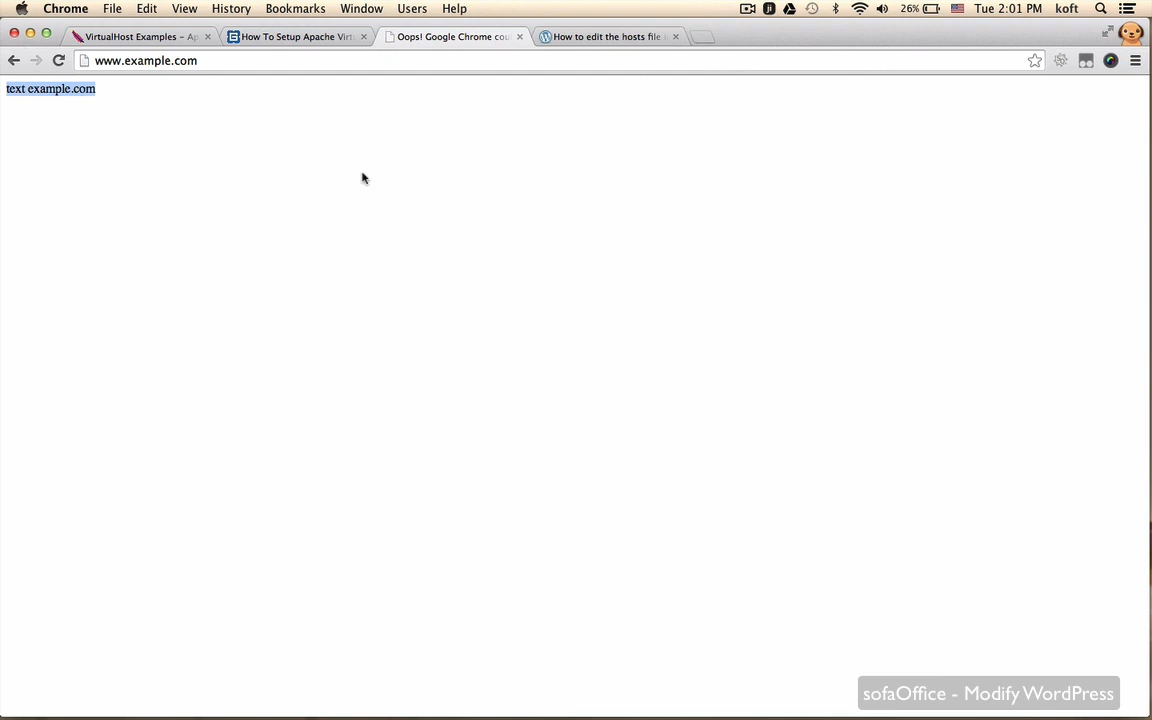 Chrome File Edit View History Bookmarks Window Users Help 26% Tue 2:01 PM koft
VirtualHost Examples – Ap How To Setup Apache Virtu Oops! Google Chrome cou How to edit the hosts file i
www.example.com
text example.com
sofaOffice - Modify WordPress